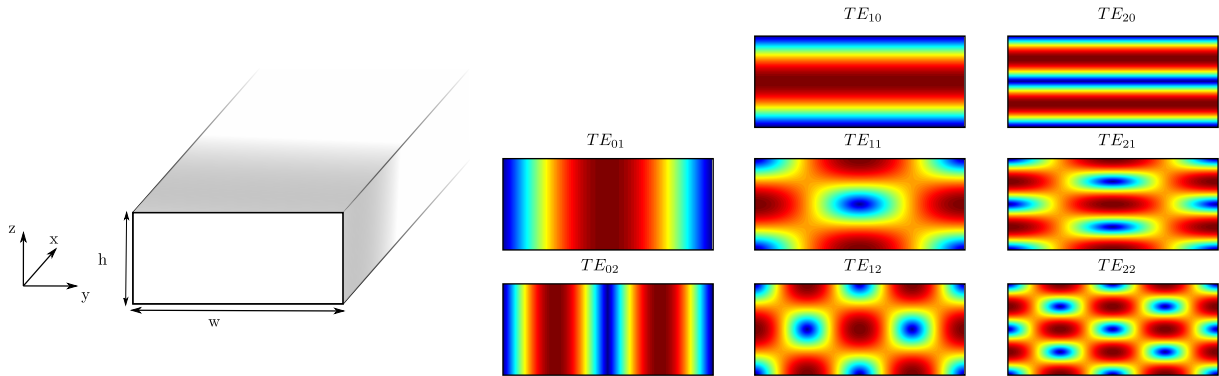 TE₁₀ TE₂₀
TE₀₁ TE₁₁ TE₂₁
z
x
h
y
w
TE₀₂ TE₁₂ TE₂₂